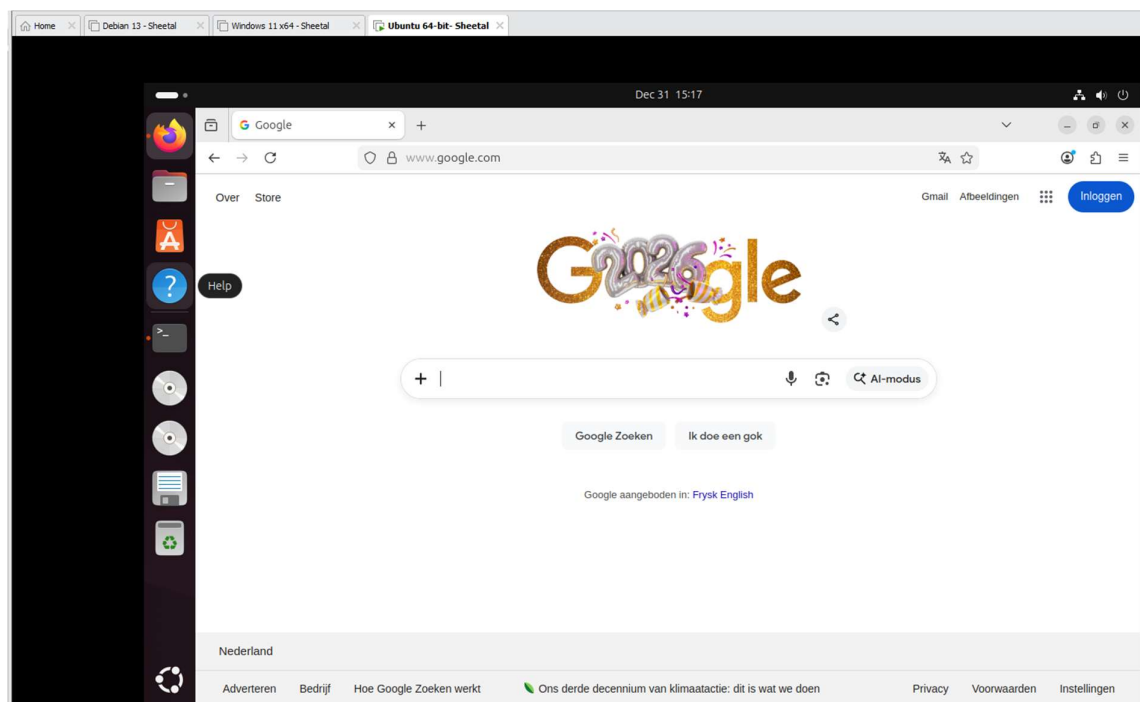 Home Debian 13 - Sheetal Windows 11 x64 - Sheetal Ubuntu 64-bit- Sheetal
Dec 31 15:17
Google
www.google.com
Over Store Gmail Afbeeldingen Inloggen
G2026gle
Help
AI-modus
Google Zoeken Ik doe een gok
Google aangeboden in: Frysk English
Nederland
Adverteren Bedrijf Hoe Google Zoeken werkt Ons derde decennium van klimaatactie: dit is wat we doen Privacy Voorwaarden Instellingen